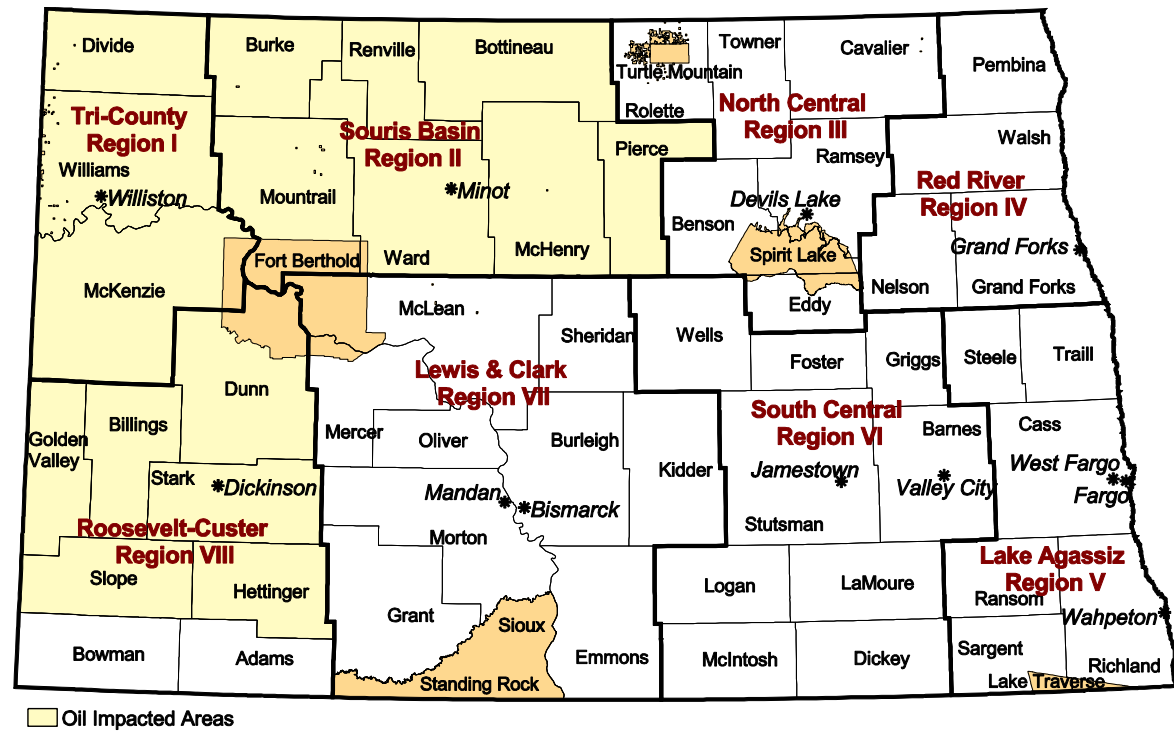 Divide
Burke
Renville
Bottineau
Towner
Cavalier
Pembina
Turtle Mountain
Rolette
Tri-County
Region I
Souris Basin
Region II
North Central
Region III
Walsh
Pierce
Ramsey
Williams
Williston
Mountrail
Minot
Devils Lake
Red River
Region IV
Benson
Grand Forks
Fort Berthold
Ward
McHenry
Spirit Lake
McKenzie
Nelson
Grand Forks
McLean
Eddy
Sheridan
Wells
Foster
Griggs
Steele
Traill
Dunn
Lewis & Clark
Region VII
South Central
Region VI
Billings
Golden
Valley
Mercer
Oliver
Burleigh
Barnes
Cass
Kidder
Jamestown
West Fargo
Fargo
Stark
Dickinson
Mandan
Bismarck
Valley City
Roosevelt-Custer
Region VIII
Morton
Stutsman
Lake Agassiz
Region V
Slope
Hettinger
Logan
LaMoure
Ransom
Grant
Sioux
Wahpeton
Bowman
Adams
Emmons
McIntosh
Dickey
Sargent
Richland
Standing Rock
Lake Traverse
Oil Impacted Areas